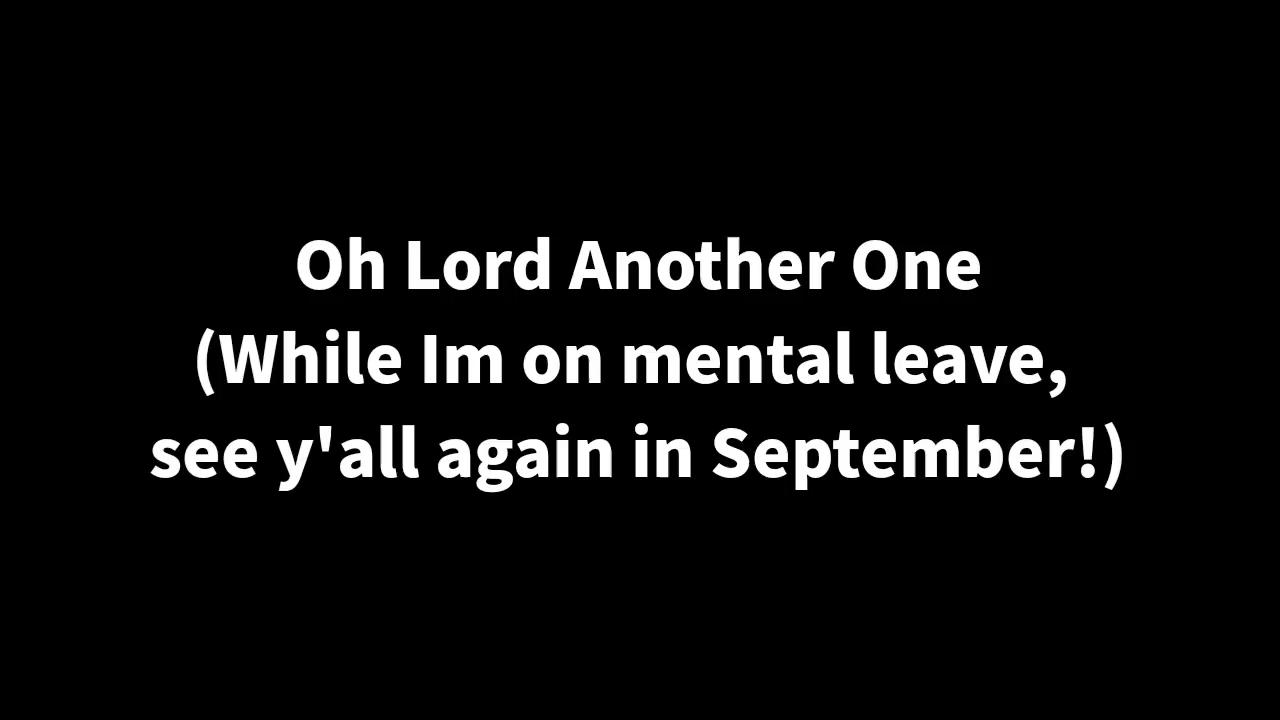 Oh Lord Another One
(While Im on mental leave,
see y'all again in September!)